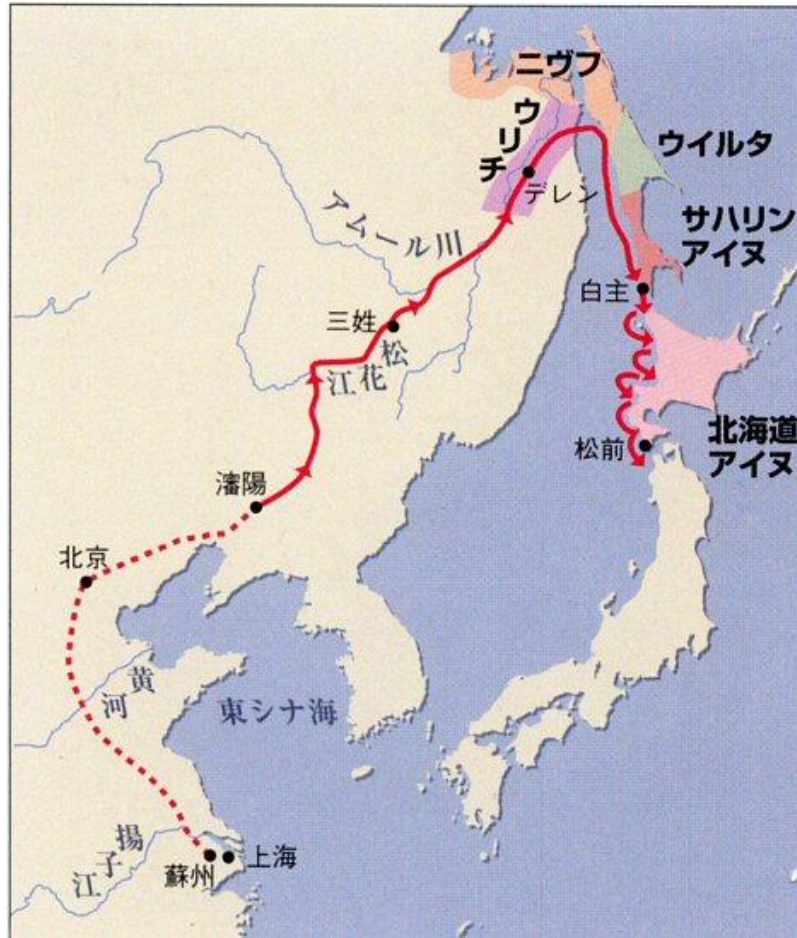 ニヴフ
ウリチ
デレン
ウイルタ
サハリン
アイヌ
アムール川
白主
三姓
松花江
北海道
アイヌ
松前
瀋陽
北京
黄河
東シナ海
揚子江
蘇州
上海